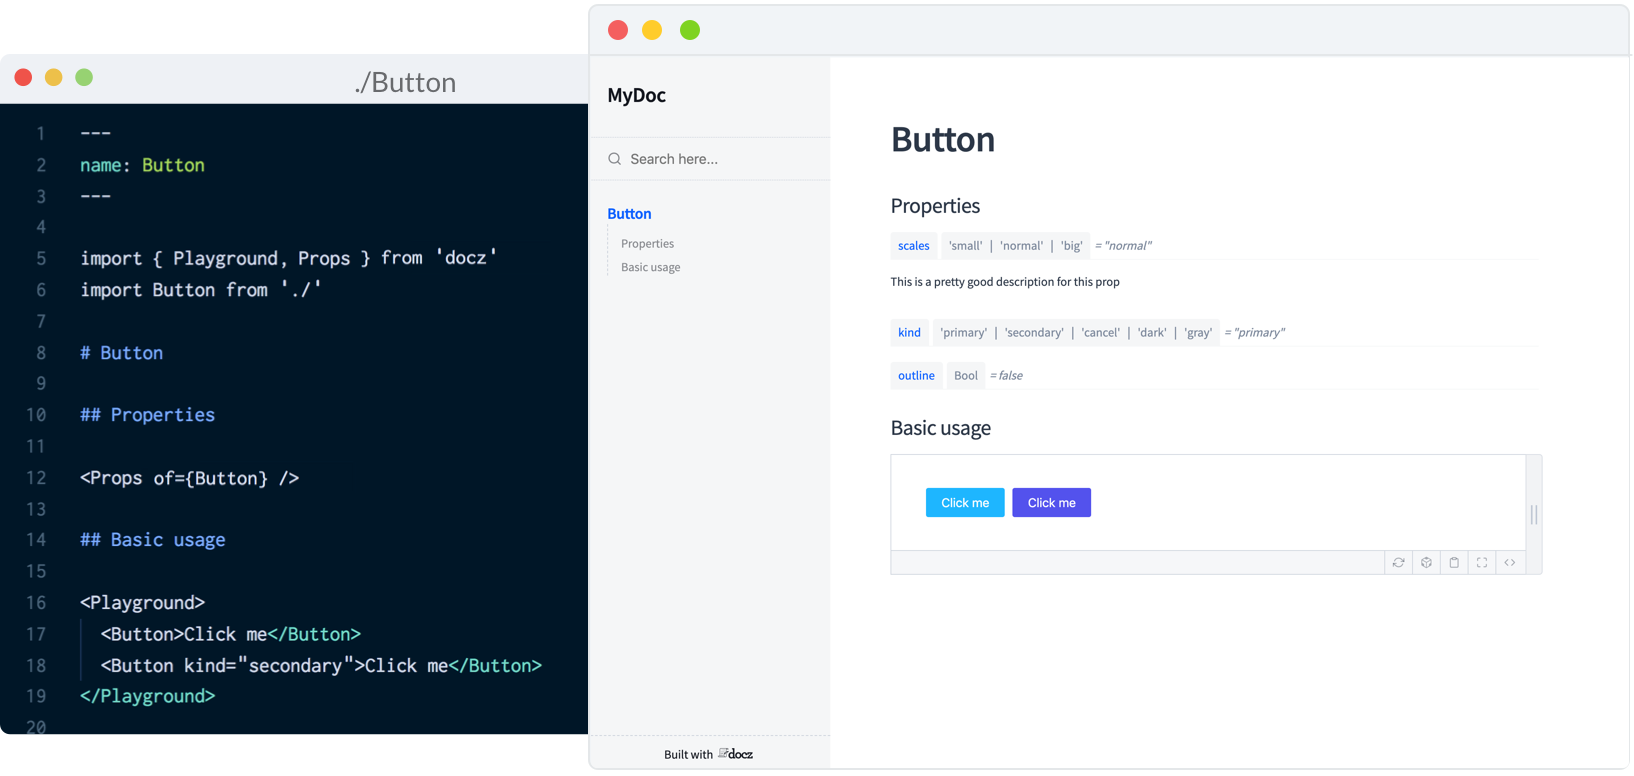 ./Button
1 ---
2 name: Button
3 ---
4
5 import { Playground, Props } from 'docz'
6 import Button from './'
7
8 # Button
9
10 ## Properties
11
12 <Props of={Button} />
13
14 ## Basic usage
15
16 <Playground>
17 <Button>Click me</Button>
18 <Button kind="secondary">Click me</Button>
19 </Playground>
20
MyDoc
Search here...
Button
Properties
Basic usage
Built with docz
Button
Properties
scales 'small' | 'normal' | 'big' = "normal"
This is a pretty good description for this prop
kind 'primary' | 'secondary' | 'cancel' | 'dark' | 'gray' = "primary"
outline Bool = false
Basic usage
Click me Click me